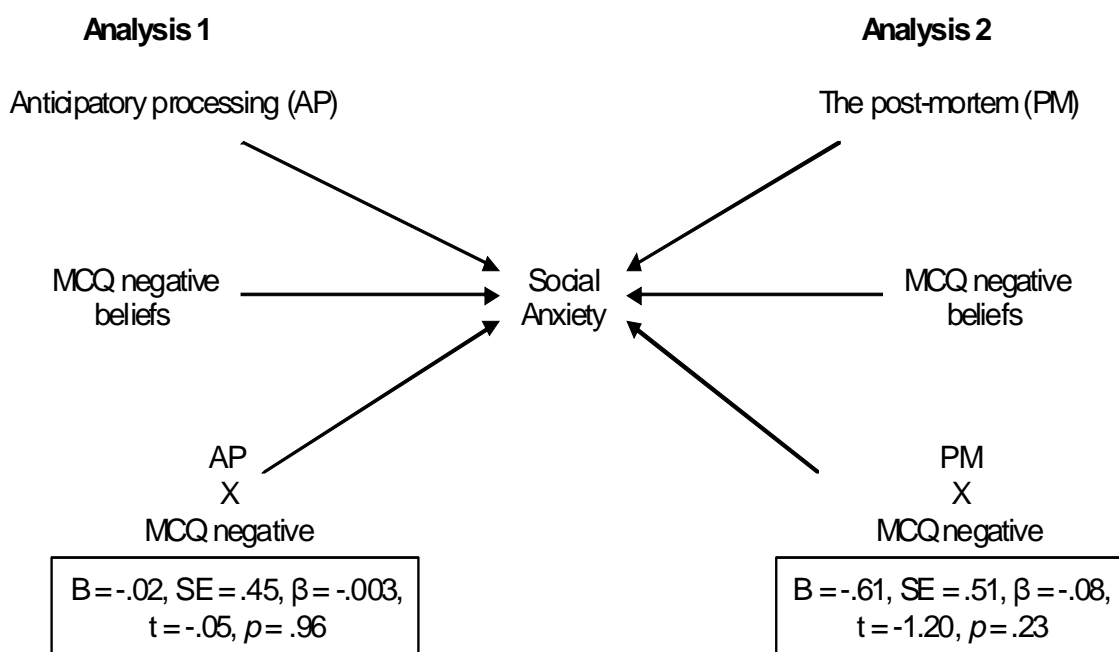 Analysis 1
Analysis 2
Anticipatory processing (AP)
The post-mortem (PM)
MCQ negative
beliefs
Social
Anxiety
MCQ negative
beliefs
AP
X
MCQ negative
PM
X
MCQ negative
B = -.02, SE = .45, β = -.003,
t = -.05, p = .96
B = -.61, SE = .51, β = -.08,
t = -1.20, p = .23